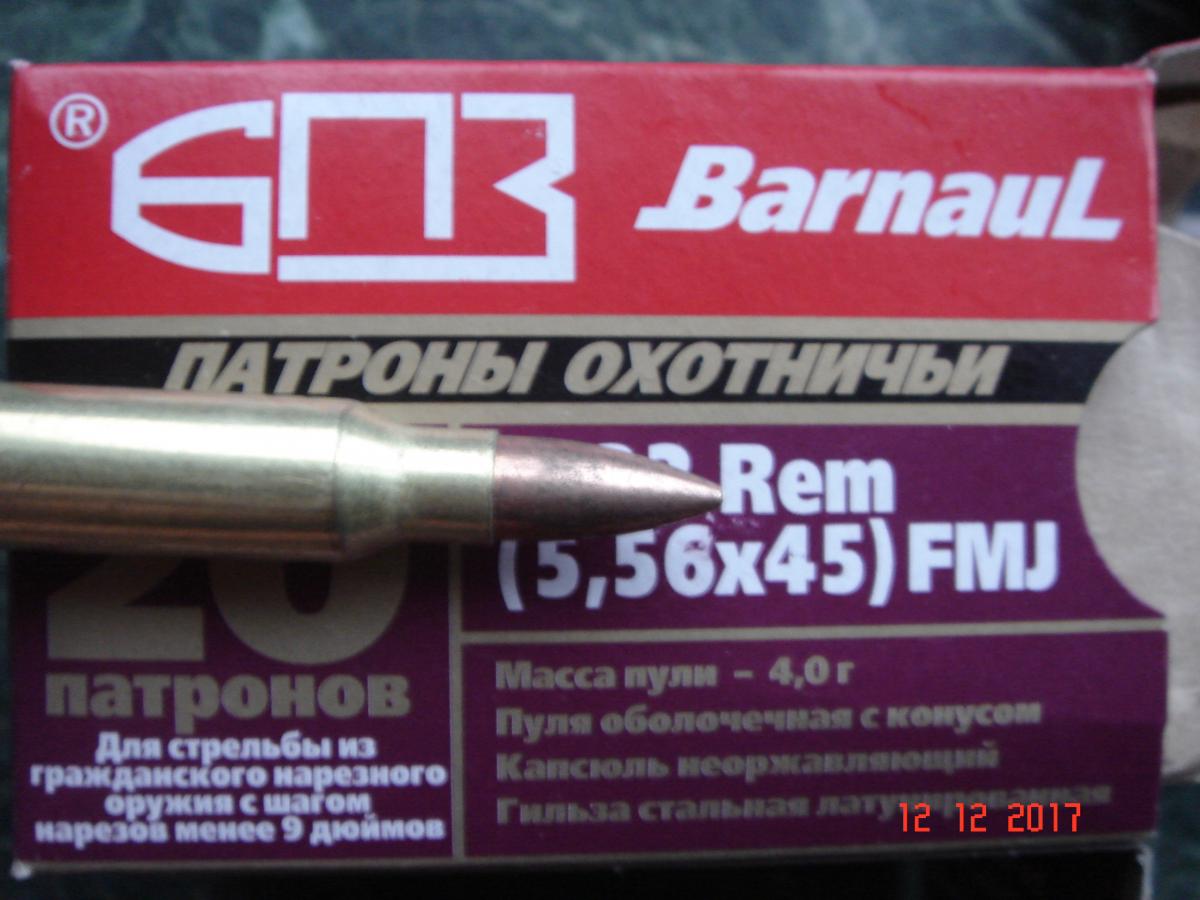 ® БПЗ Barnaul
ПАТРОНЫ ОХОТНИЧЬИ
Rem
(5,56x45) FMJ
20
патронов
Для стрельбы из
гражданского нарезного
оружия с шагом
нарезов менее 9 дюймов
Масса пули – 4,0 г
Пуля оболочечная с конусом
Капсюль неоржавляющий
Гильза стальная латунированная
12 12 2017